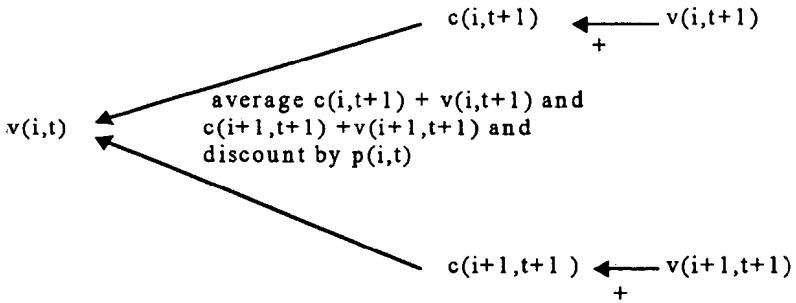 c(i,t+1) v(i,t+1)
+
average c(i,t+1) + v(i,t+1) and
v(i,t) c(i+1,t+1) +v(i+1,t+1) and
discount by p(i,t)
c(i+1,t+1 ) v(i+1,t+1)
+